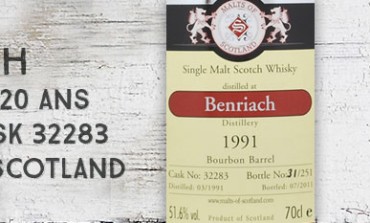 H
20 ANS
SK 32283
SCOTLAND
MALTS OF
SCOTLAND
Single Malt Scotch Whisky
distilled at
Benriach
Distillery
1991
Bourbon Barrel
Cask No: 32283 Bottle No: 31/251
Distilled: 03/1991 Bottled: 07/2011
www.malts-of-scotland.com
51.6% vol Product of Scotland 70cl e